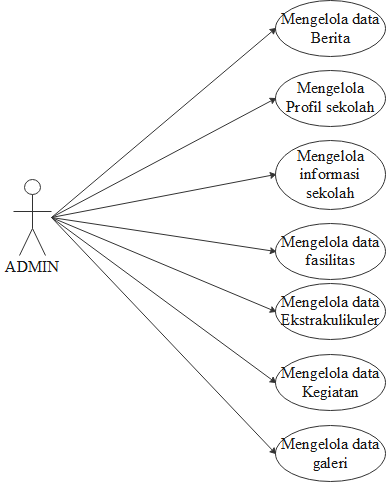 Mengelola data
Berita
Mengelola
Profil sekolah
Mengelola
informasi
sekolah
ADMIN
Mengelola data
fasilitas
Mengelola data
Ekstrakulikuler
Mengelola data
Kegiatan
Mengelola data
galeri